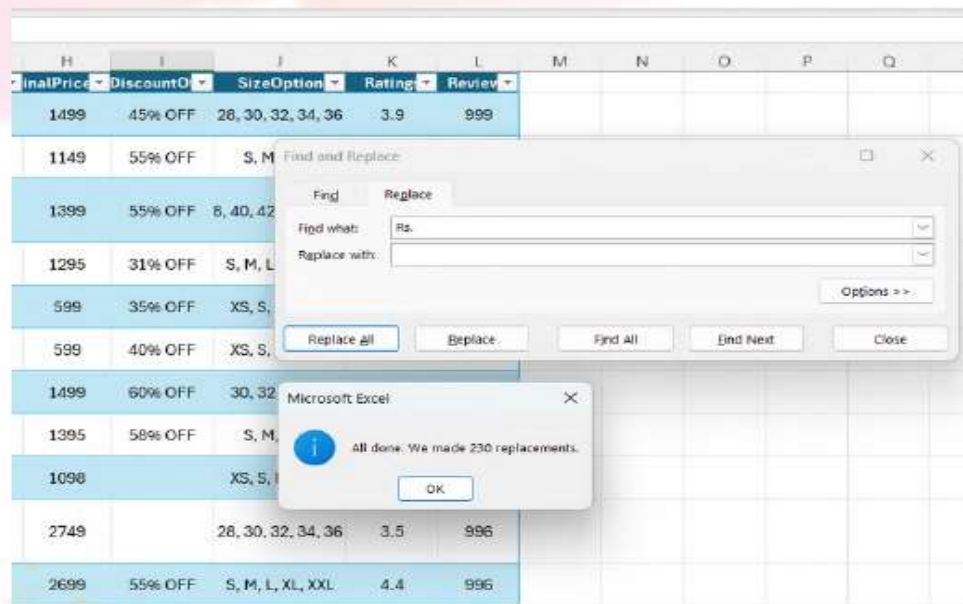 H I J K L M N O P Q
inalPrice DiscountO SizeOption Rating Review
1499 45% OFF 28, 30, 32, 34, 36 3.9 999
1149 55% OFF S, M
Find and Replace
Find Replace
1399 55% OFF 8, 40, 42
Find what: Rs.
Replace with:
1295 31% OFF S, M, L
Options >>
599 35% OFF XS, S,
Replace All Replace Find All Find Next Close
599 40% OFF XS, S,
1499 60% OFF 30, 32
Microsoft Excel
1395 58% OFF S, M,
All done. We made 230 replacements.
1098 XS, S,
OK
2749 28, 30, 32, 34, 36 3.5 996
2699 55% OFF S, M, L, XL, XXL 4.4 996